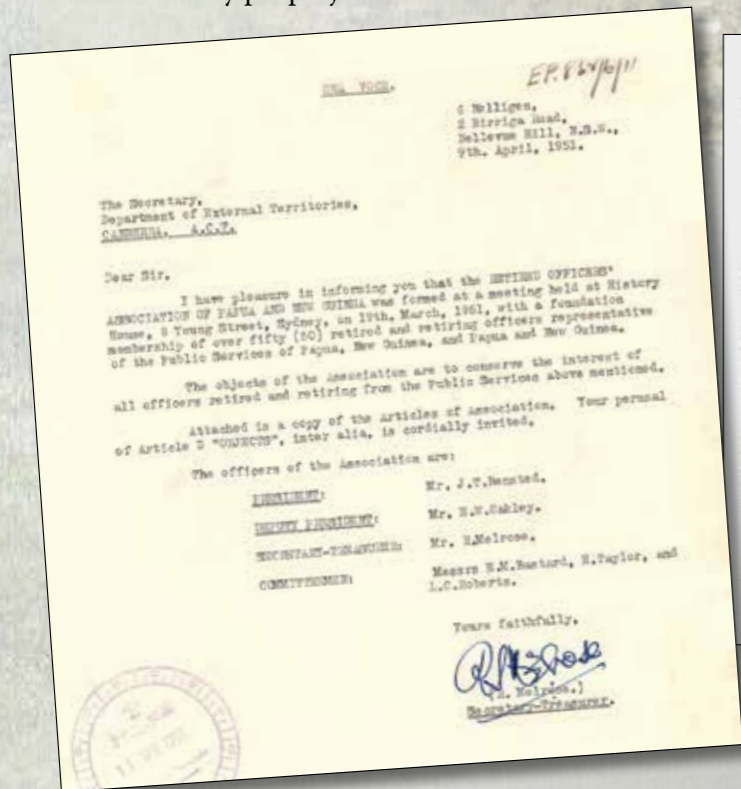 UNA VOCE.
6 Belligen,
2 Birriga Road,
Bellevue Hill, N.S.W.,
9th. April, 1951.
The Secretary,
Department of External Territories,
CANBERRA. A.C.T.
Dear Sir.
I have pleasure in informing you that the RETIRED OFFICERS'
ASSOCIATION OF PAPUA AND NEW GUINEA was formed at a meeting held at History
House, 8 Young Street, Sydney, on 19th. March, 1951, with a foundation
membership of over fifty (50) retired and retiring officers representative
of the Public Services of Papua, New Guinea, and Papua and New Guinea.
The objects of the Association are to conserve the interest of
all officers retired and retiring from the Public Services above mentioned.
Attached is a copy of the Articles of Association. Your perusal
of Article 2 "OBJECTS", inter alia, is cordially invited.
The officers of the Association are:
PRESIDENT: Mr. J.T.Bensted.
DEPUTY PRESIDENT: Mr. E.W.Oakley.
SECRETARY-TREASURER: Mr. R.Melrose.
COMMITTEEMEN: Messrs E.M.Bastard, E.Taylor, and
L.C.Roberts.
Yours faithfully,
(R. Melrose.)
Secretary-Treasurer.